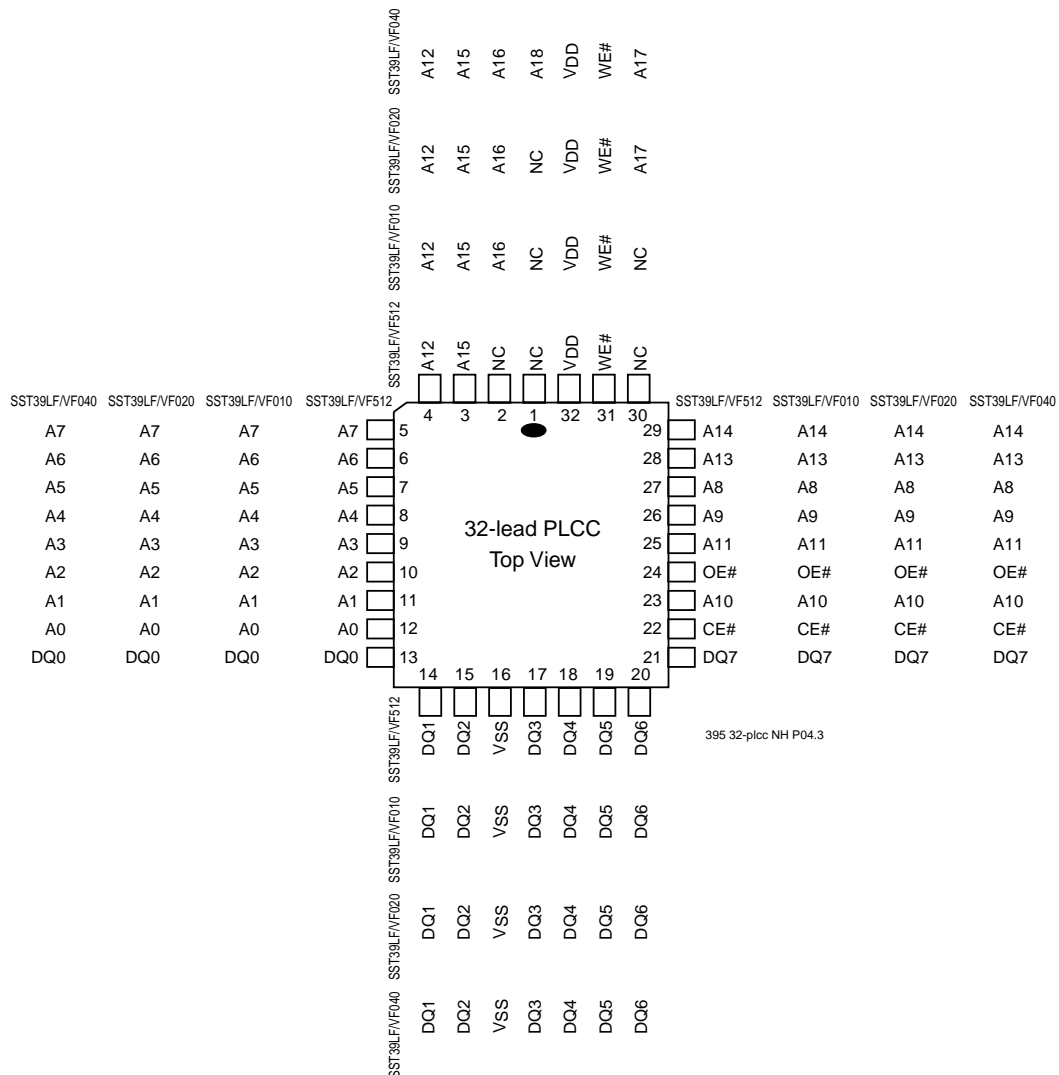 SST39LF/VF040 A12 A15 A16 A18 VDD WE# A17
SST39LF/VF020 A12 A15 A16 NC VDD WE# A17
SST39LF/VF010 A12 A15 A16 NC VDD WE# NC
SST39LF/VF512 A12 A15 NC NC VDD WE# NC
SST39LF/VF040 SST39LF/VF020 SST39LF/VF010 SST39LF/VF512 4 3 2 1 32 31 30 SST39LF/VF512 SST39LF/VF010 SST39LF/VF020 SST39LF/VF040
A7 A7 A7 A7 5 29 A14 A14 A14 A14
A6 A6 A6 A6 6 28 A13 A13 A13 A13
A5 A5 A5 A5 7 27 A8 A8 A8 A8
A4 A4 A4 A4 8 32-lead PLCC 26 A9 A9 A9 A9
A3 A3 A3 A3 9 Top View 25 A11 A11 A11 A11
A2 A2 A2 A2 10 24 OE# OE# OE# OE#
A1 A1 A1 A1 11 23 A10 A10 A10 A10
A0 A0 A0 A0 12 22 CE# CE# CE# CE#
DQ0 DQ0 DQ0 DQ0 13 21 DQ7 DQ7 DQ7 DQ7
14 15 16 17 18 19 20
SST39LF/VF512 DQ1 DQ2 VSS DQ3 DQ4 DQ5 DQ6
395 32-plcc NH P04.3
SST39LF/VF010 DQ1 DQ2 VSS DQ3 DQ4 DQ5 DQ6
SST39LF/VF020 DQ1 DQ2 VSS DQ3 DQ4 DQ5 DQ6
SST39LF/VF040 DQ1 DQ2 VSS DQ3 DQ4 DQ5 DQ6